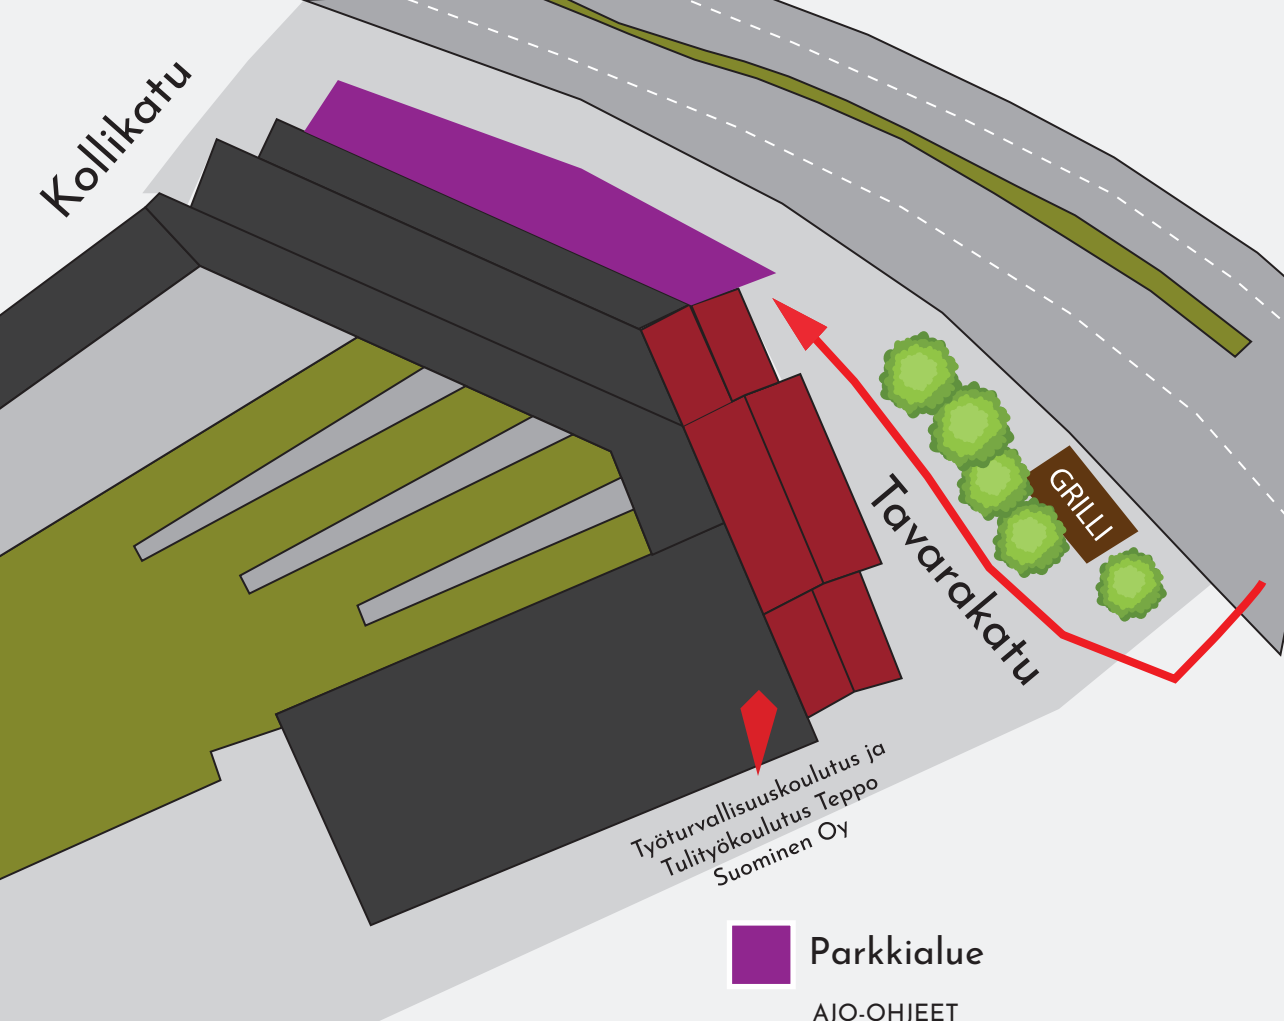 Kollikatu
GRILLI
Tavarakatu
Työturvallisuuskoulutus ja
Tulityökoulutus Teppo
Suominen Oy
Parkkialue
AJO-OHJEET